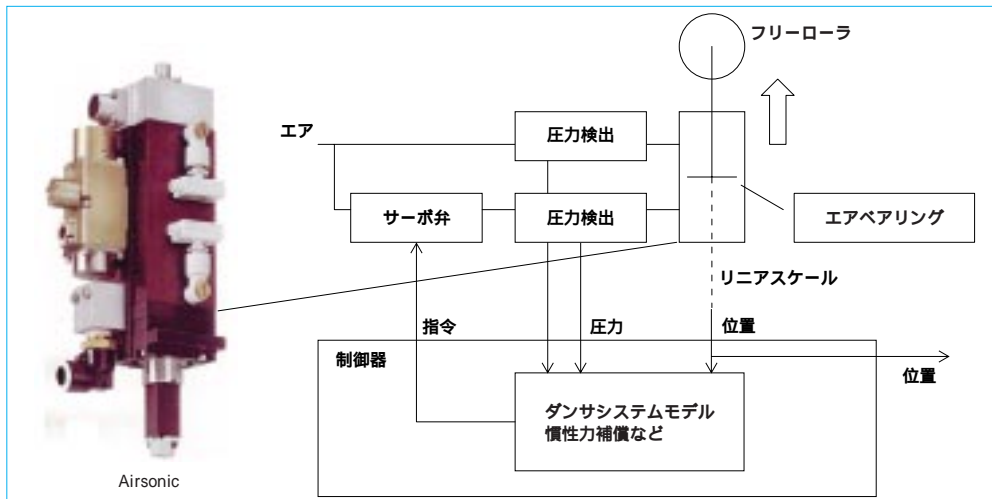 フリーローラ
エア
圧力検出
サーボ弁
圧力検出
エアベアリング
リニアスケール
指令
圧力
位置
制御器
位置
ダンサシステムモデル
慣性力補償など
Airsonic